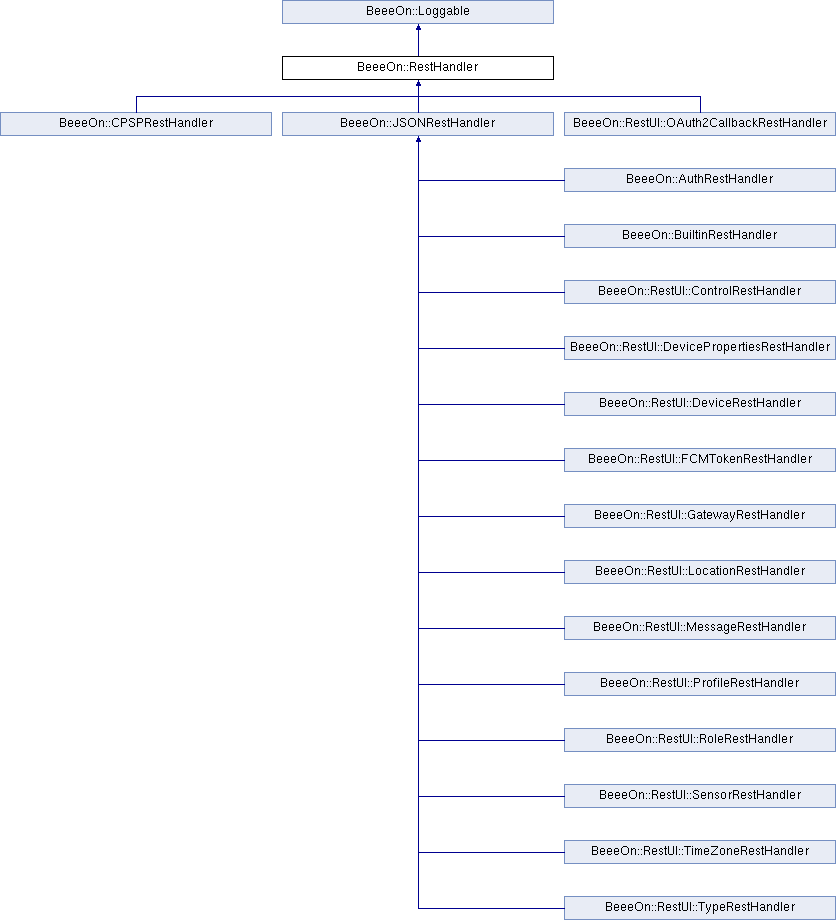 BeeeOn::Loggable
BeeeOn::RestHandler
BeeeOn::CPSPRestHandler
BeeeOn::JSONRestHandler
BeeeOn::RestUI::OAuth2CallbackRestHandler
BeeeOn::AuthRestHandler
BeeeOn::BuiltinRestHandler
BeeeOn::RestUI::ControlRestHandler
BeeeOn::RestUI::DevicePropertiesRestHandler
BeeeOn::RestUI::DeviceRestHandler
BeeeOn::RestUI::FCMTokenRestHandler
BeeeOn::RestUI::GatewayRestHandler
BeeeOn::RestUI::LocationRestHandler
BeeeOn::RestUI::MessageRestHandler
BeeeOn::RestUI::ProfileRestHandler
BeeeOn::RestUI::RoleRestHandler
BeeeOn::RestUI::SensorRestHandler
BeeeOn::RestUI::TimeZoneRestHandler
BeeeOn::RestUI::TypeRestHandler